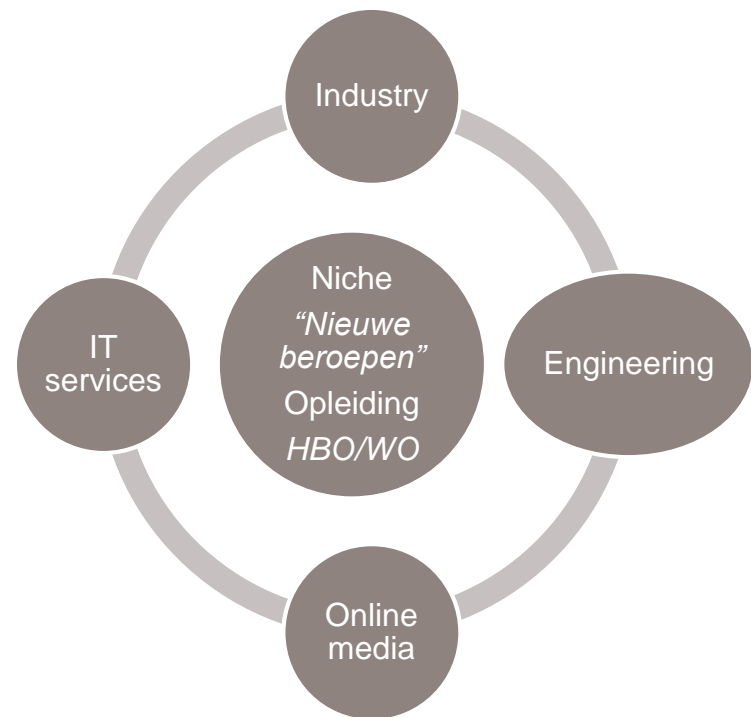 Industry
Niche
“Nieuwe
beroepen”
Opleiding
HBO/WO
IT
services
Engineering
Online
media